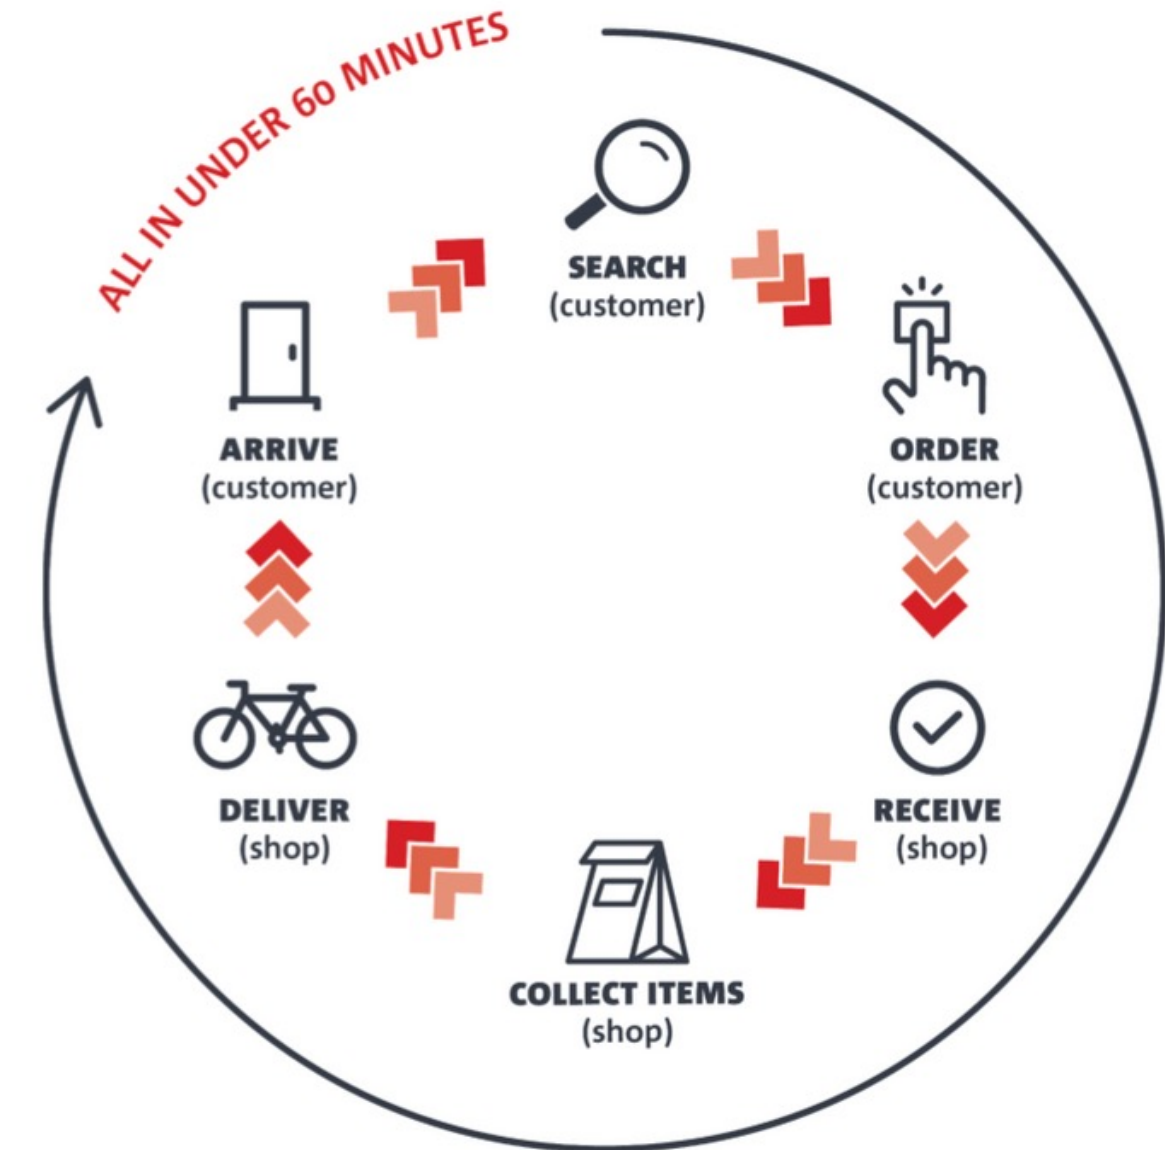 ALL IN UNDER 60 MINUTES
SEARCH
(customer)
ORDER
(customer)
RECEIVE
(shop)
COLLECT ITEMS
(shop)
DELIVER
(shop)
ARRIVE
(customer)